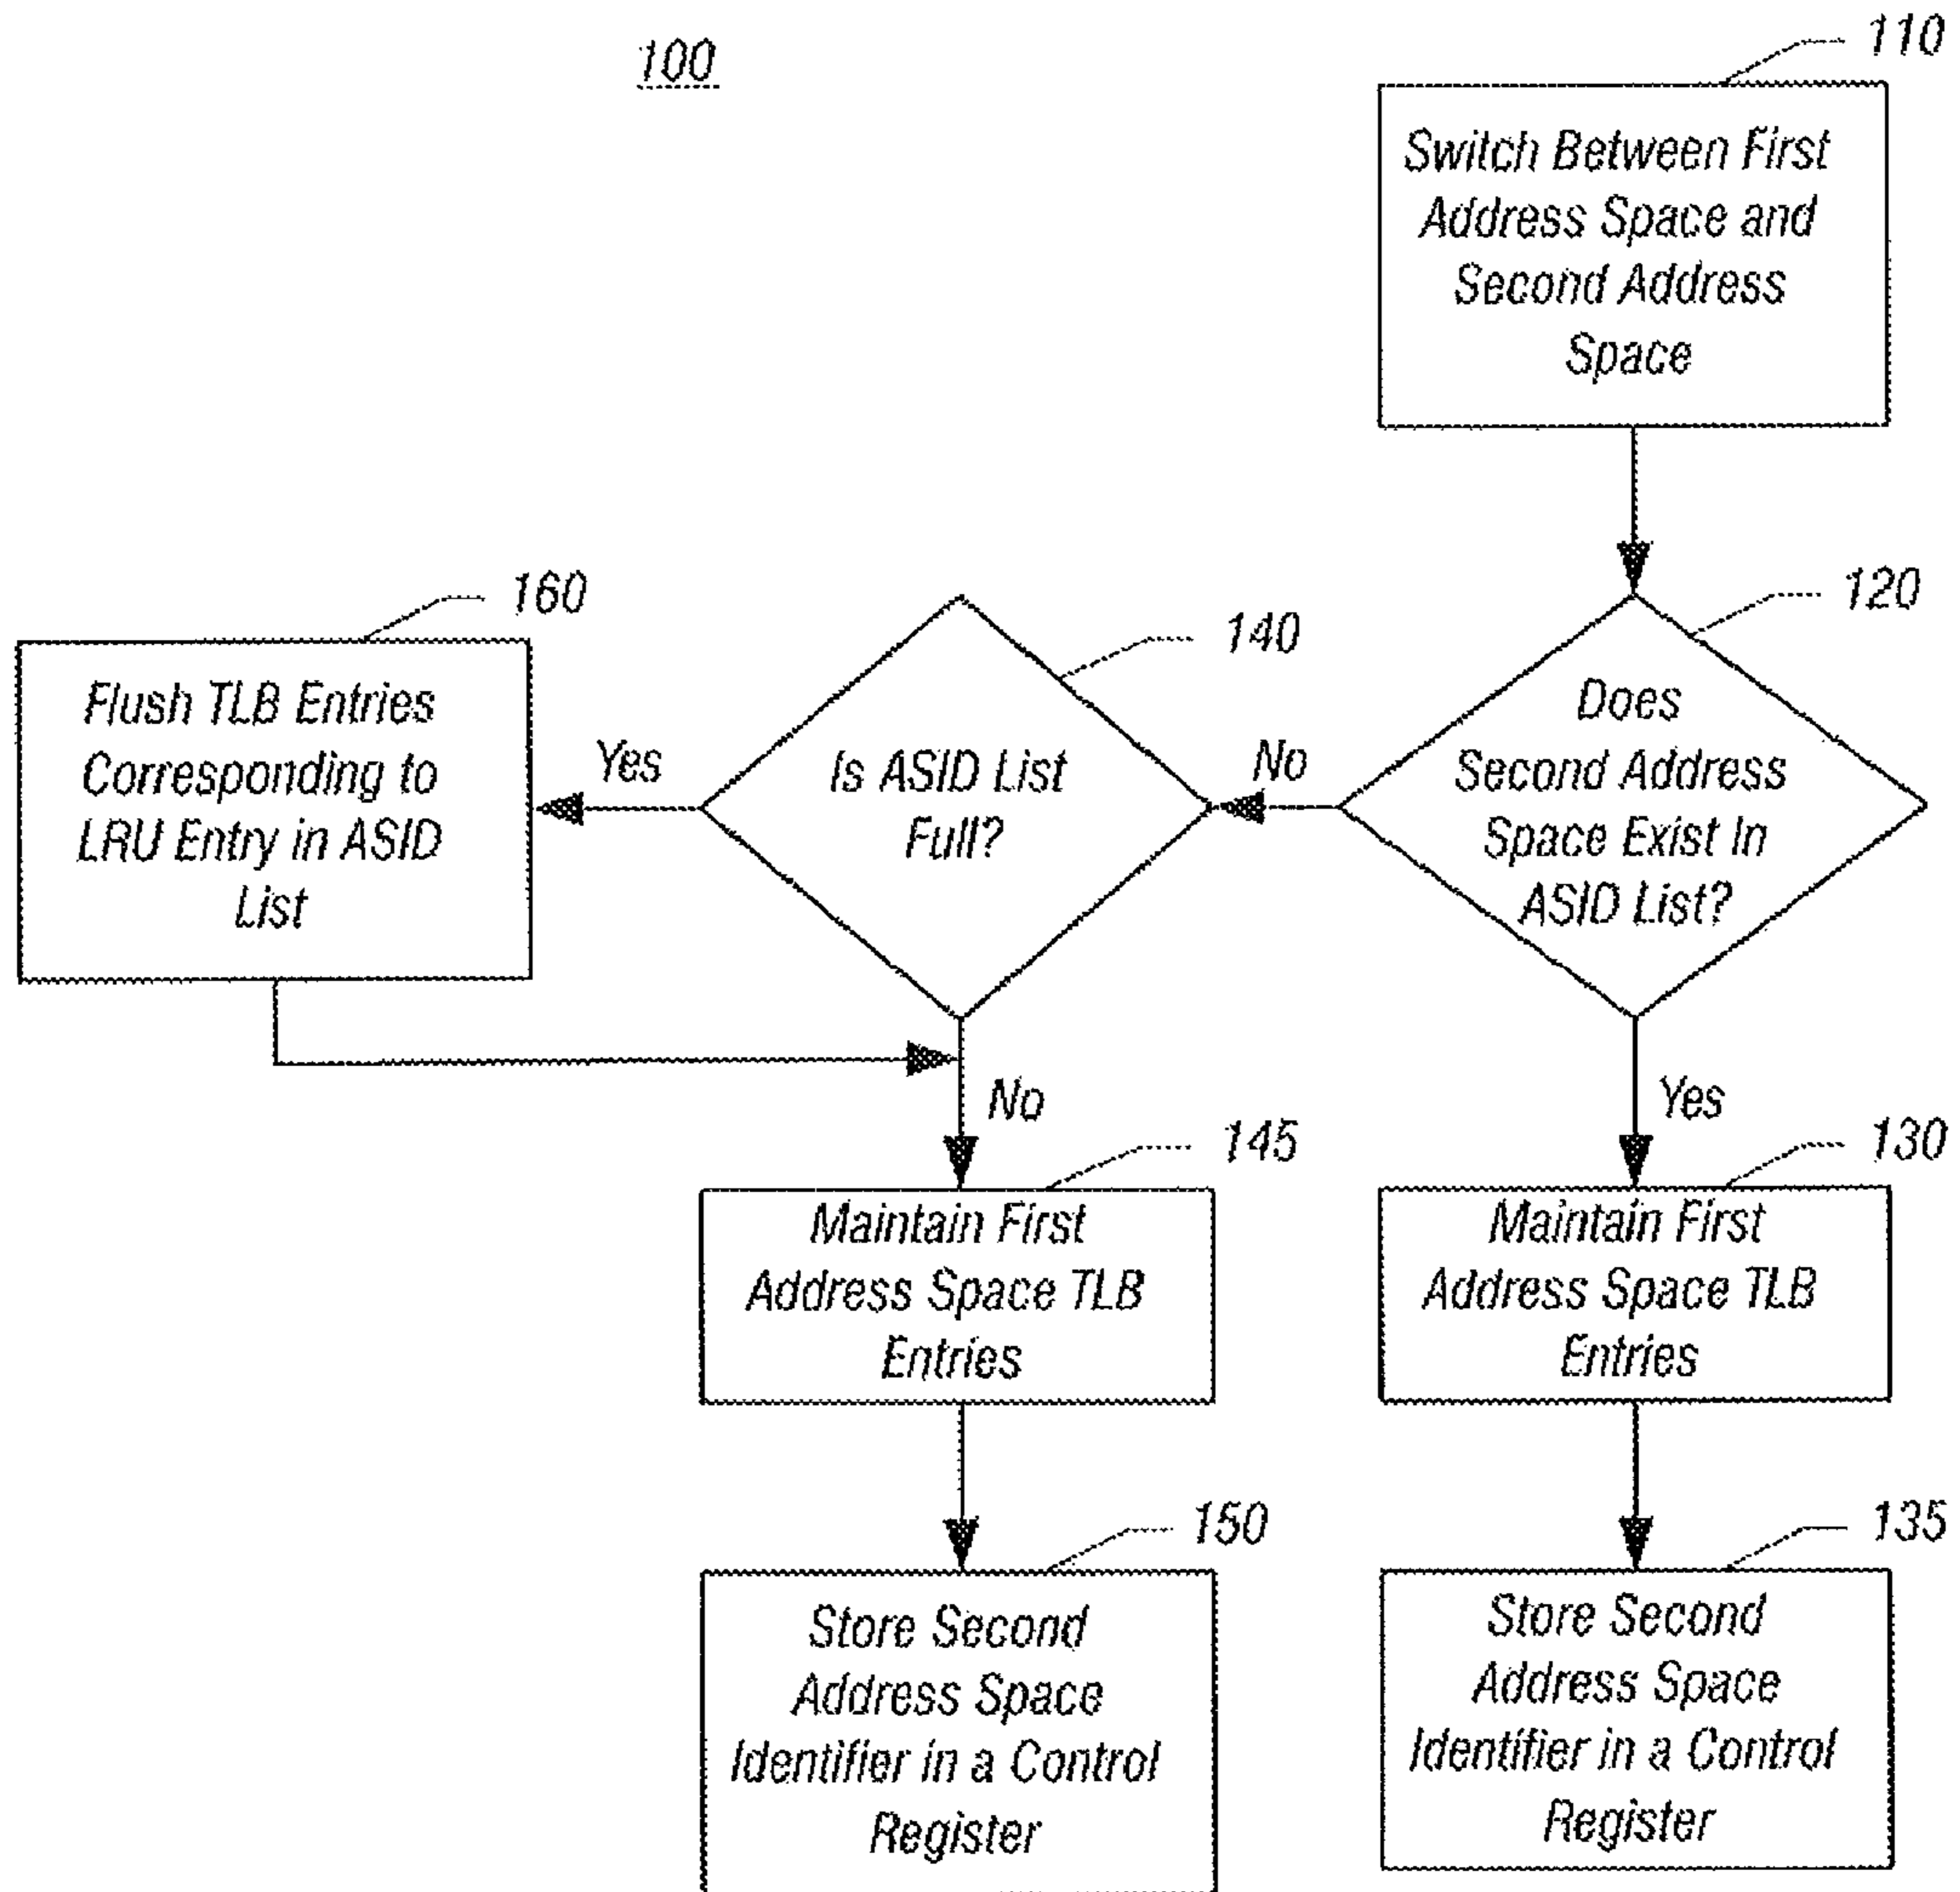 100
110
Switch Between First
Address Space and
Second Address
Space
120
Does
Second Address
Space Exist In
ASID List?
No
140
Is ASID List
Full?
Yes
160
Flush TLB Entries
Corresponding to
LRU Entry in ASID
List
No
145
Maintain First
Address Space TLB
Entries
150
Store Second
Address Space
Identifier in a Control
Register
Yes
130
Maintain First
Address Space TLB
Entries
135
Store Second
Address Space
Identifier in a Control
Register